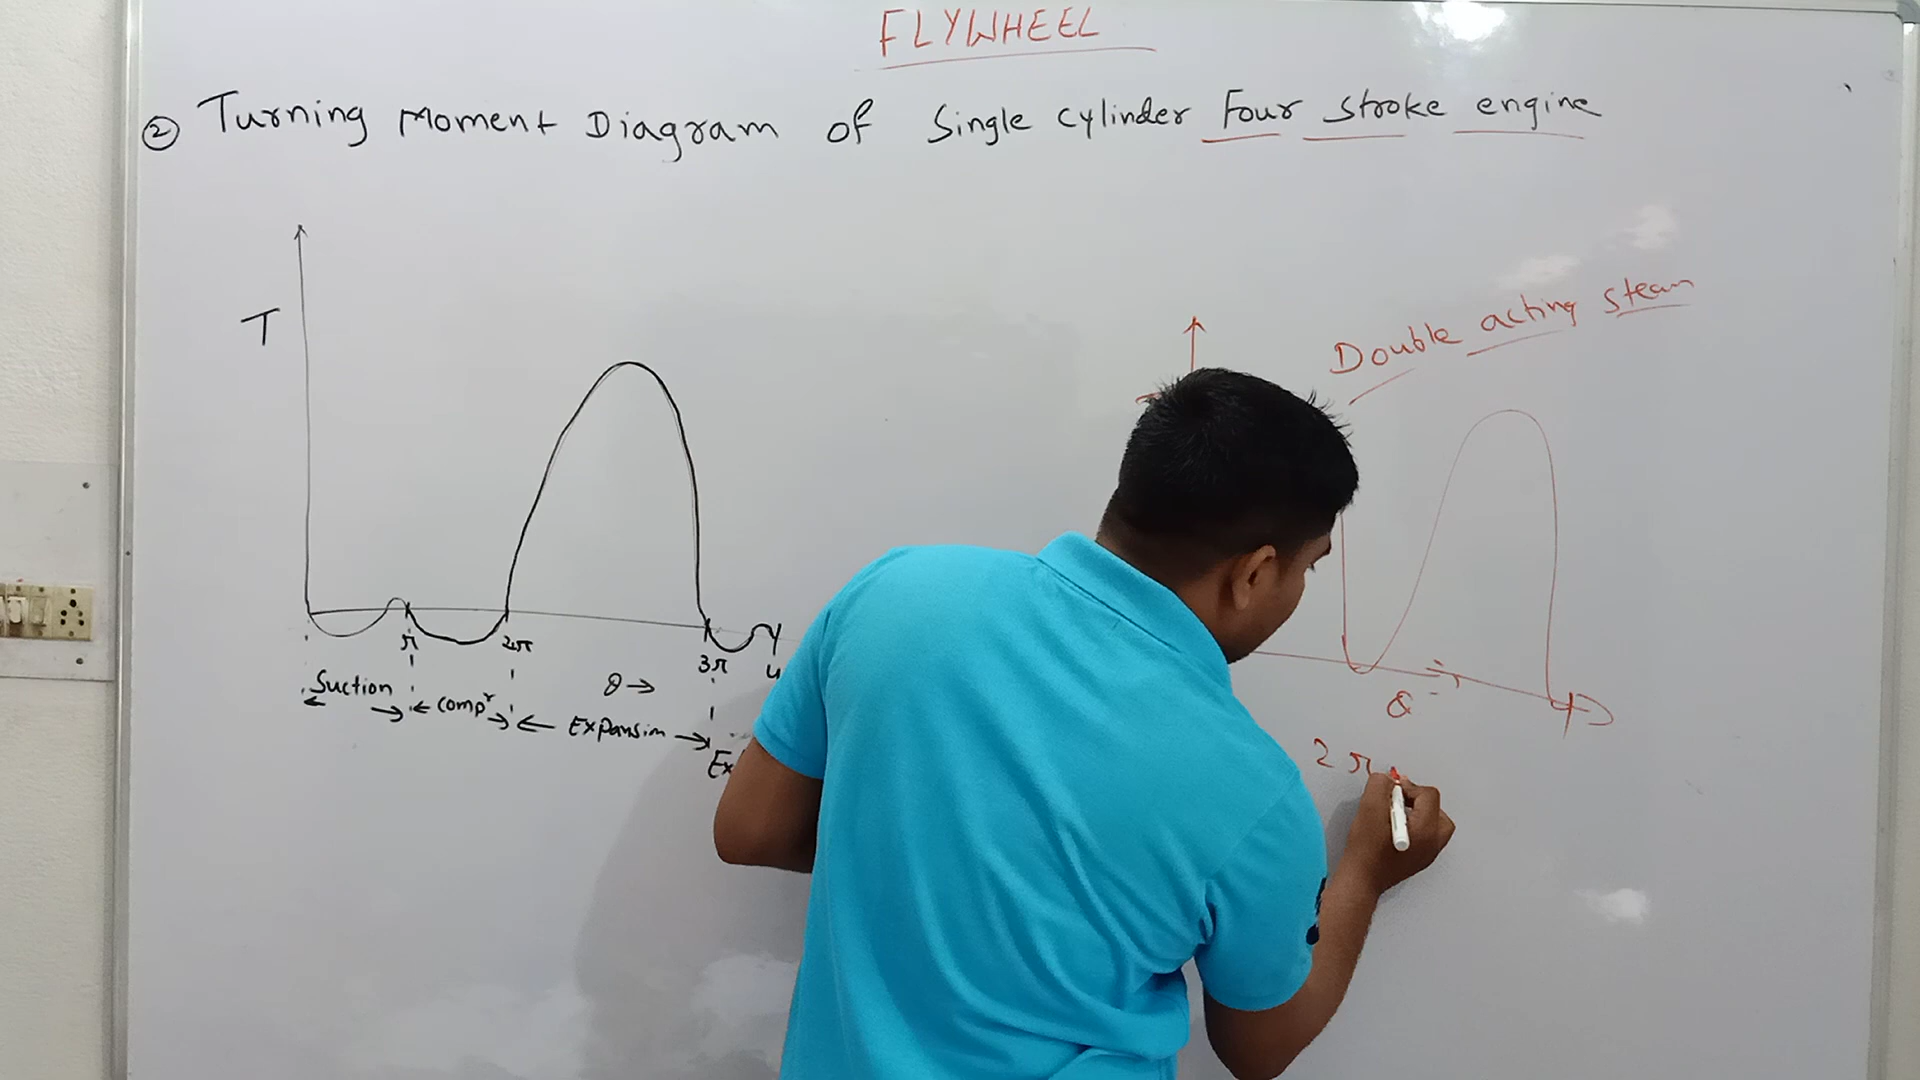 FLYWHEEL
② Turning Moment Diagram of Single cylinder Four stroke engine
Double acting steam
T
π 2π 3π
θ →
Suction compr Expansim
2π